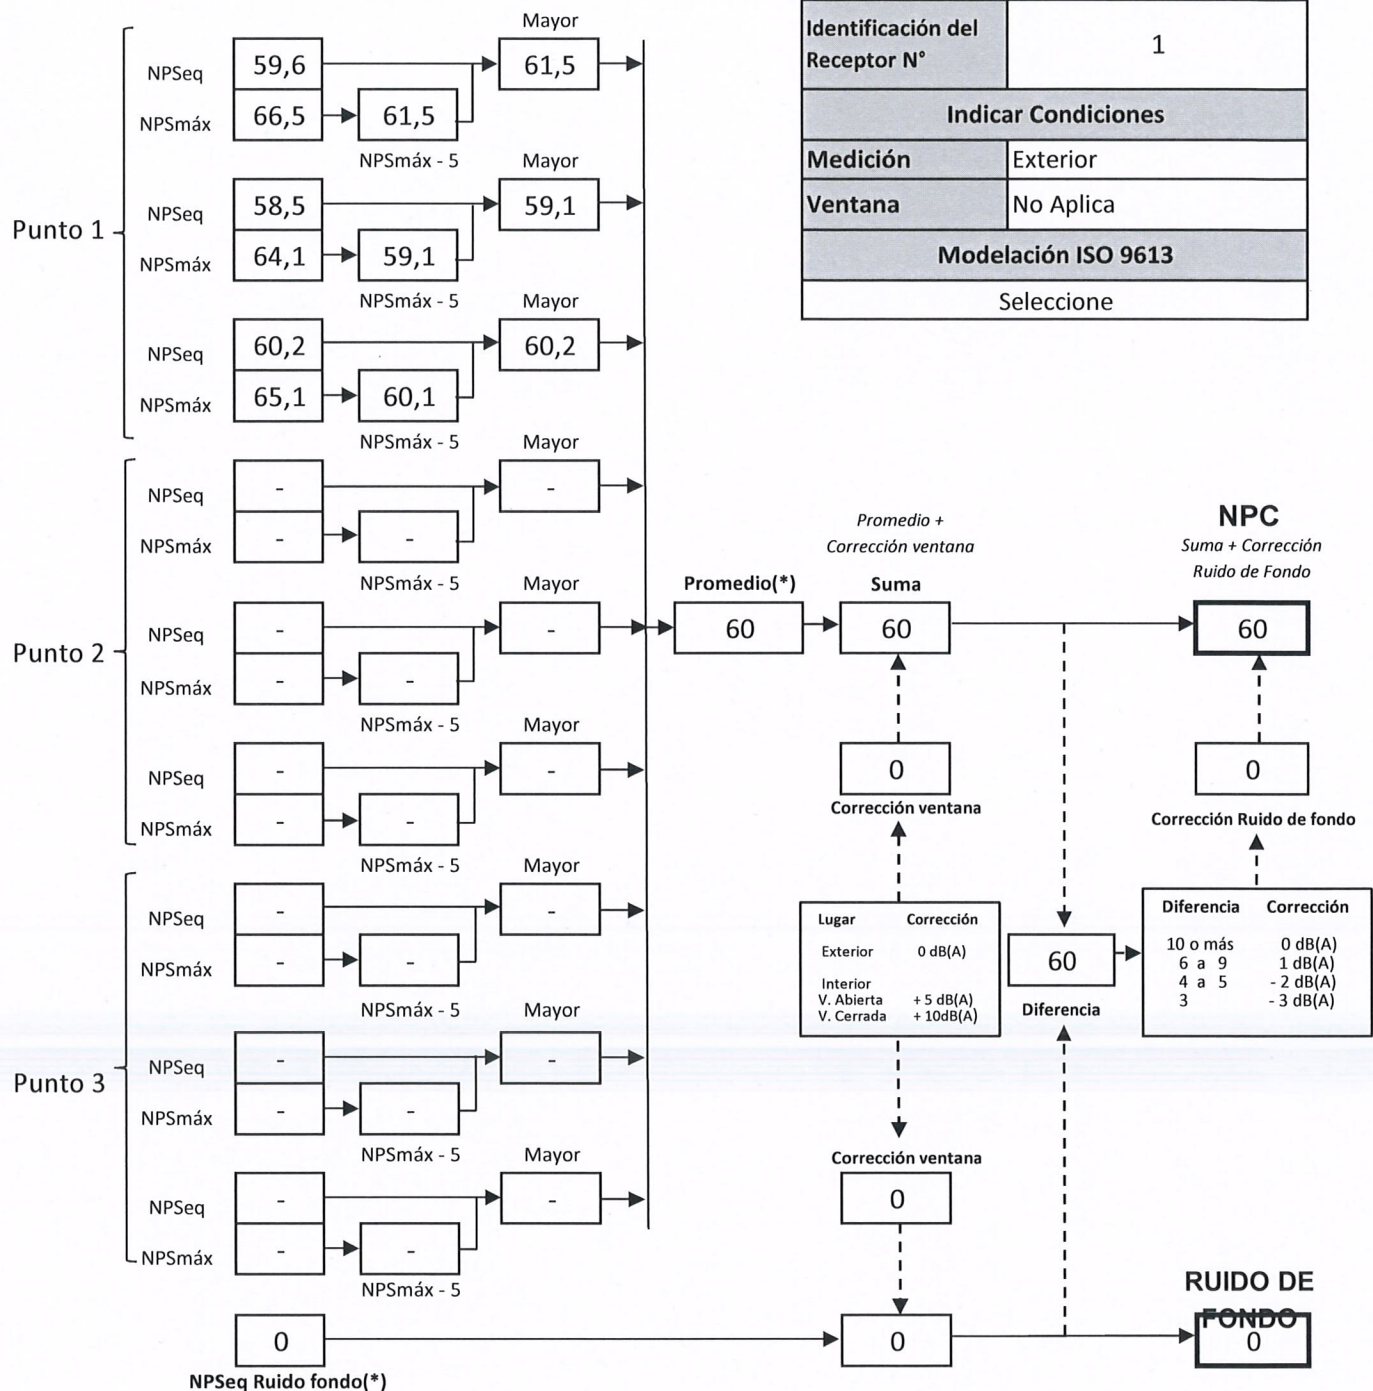 Identificación del
Receptor N°
1
Indicar Condiciones
Medición
Exterior
Ventana
No Aplica
Modelación ISO 9613
Seleccione
Punto 1
Mayor
NPSeq
59,6
61,5
NPSmáx
66,5
61,5
NPSmáx - 5
Mayor
NPSeq
58,5
59,1
NPSmáx
64,1
59,1
NPSmáx - 5
Mayor
NPSeq
60,2
60,2
NPSmáx
65,1
60,1
NPSmáx - 5
Punto 2
Mayor
NPSeq
-
-
NPSmáx
-
-
NPSmáx - 5
Mayor
NPSeq
-
-
NPSmáx
-
-
NPSmáx - 5
Mayor
NPSeq
-
-
NPSmáx
-
-
NPSmáx - 5
Punto 3
Mayor
NPSeq
-
-
NPSmáx
-
-
NPSmáx - 5
Mayor
NPSeq
-
-
NPSmáx
-
-
NPSmáx - 5
Mayor
NPSeq
-
-
NPSmáx
-
-
NPSmáx - 5
Promedio(*)
60
Promedio +
Corrección ventana
Suma
60
NPC
Suma + Corrección
Ruido de Fondo
60
0
Corrección ventana
0
Corrección Ruido de fondo
Lugar Corrección
Exterior 0 dB(A)
Interior
V. Abierta + 5 dB(A)
V. Cerrada + 10dB(A)
60
Diferencia
Diferencia Corrección
10 o más 0 dB(A)
6 a 9 1 dB(A)
4 a 5 - 2 dB(A)
3 - 3 dB(A)
Corrección ventana
0
0
NPSeq Ruido fondo(*)
0
RUIDO DE
FONDO
0